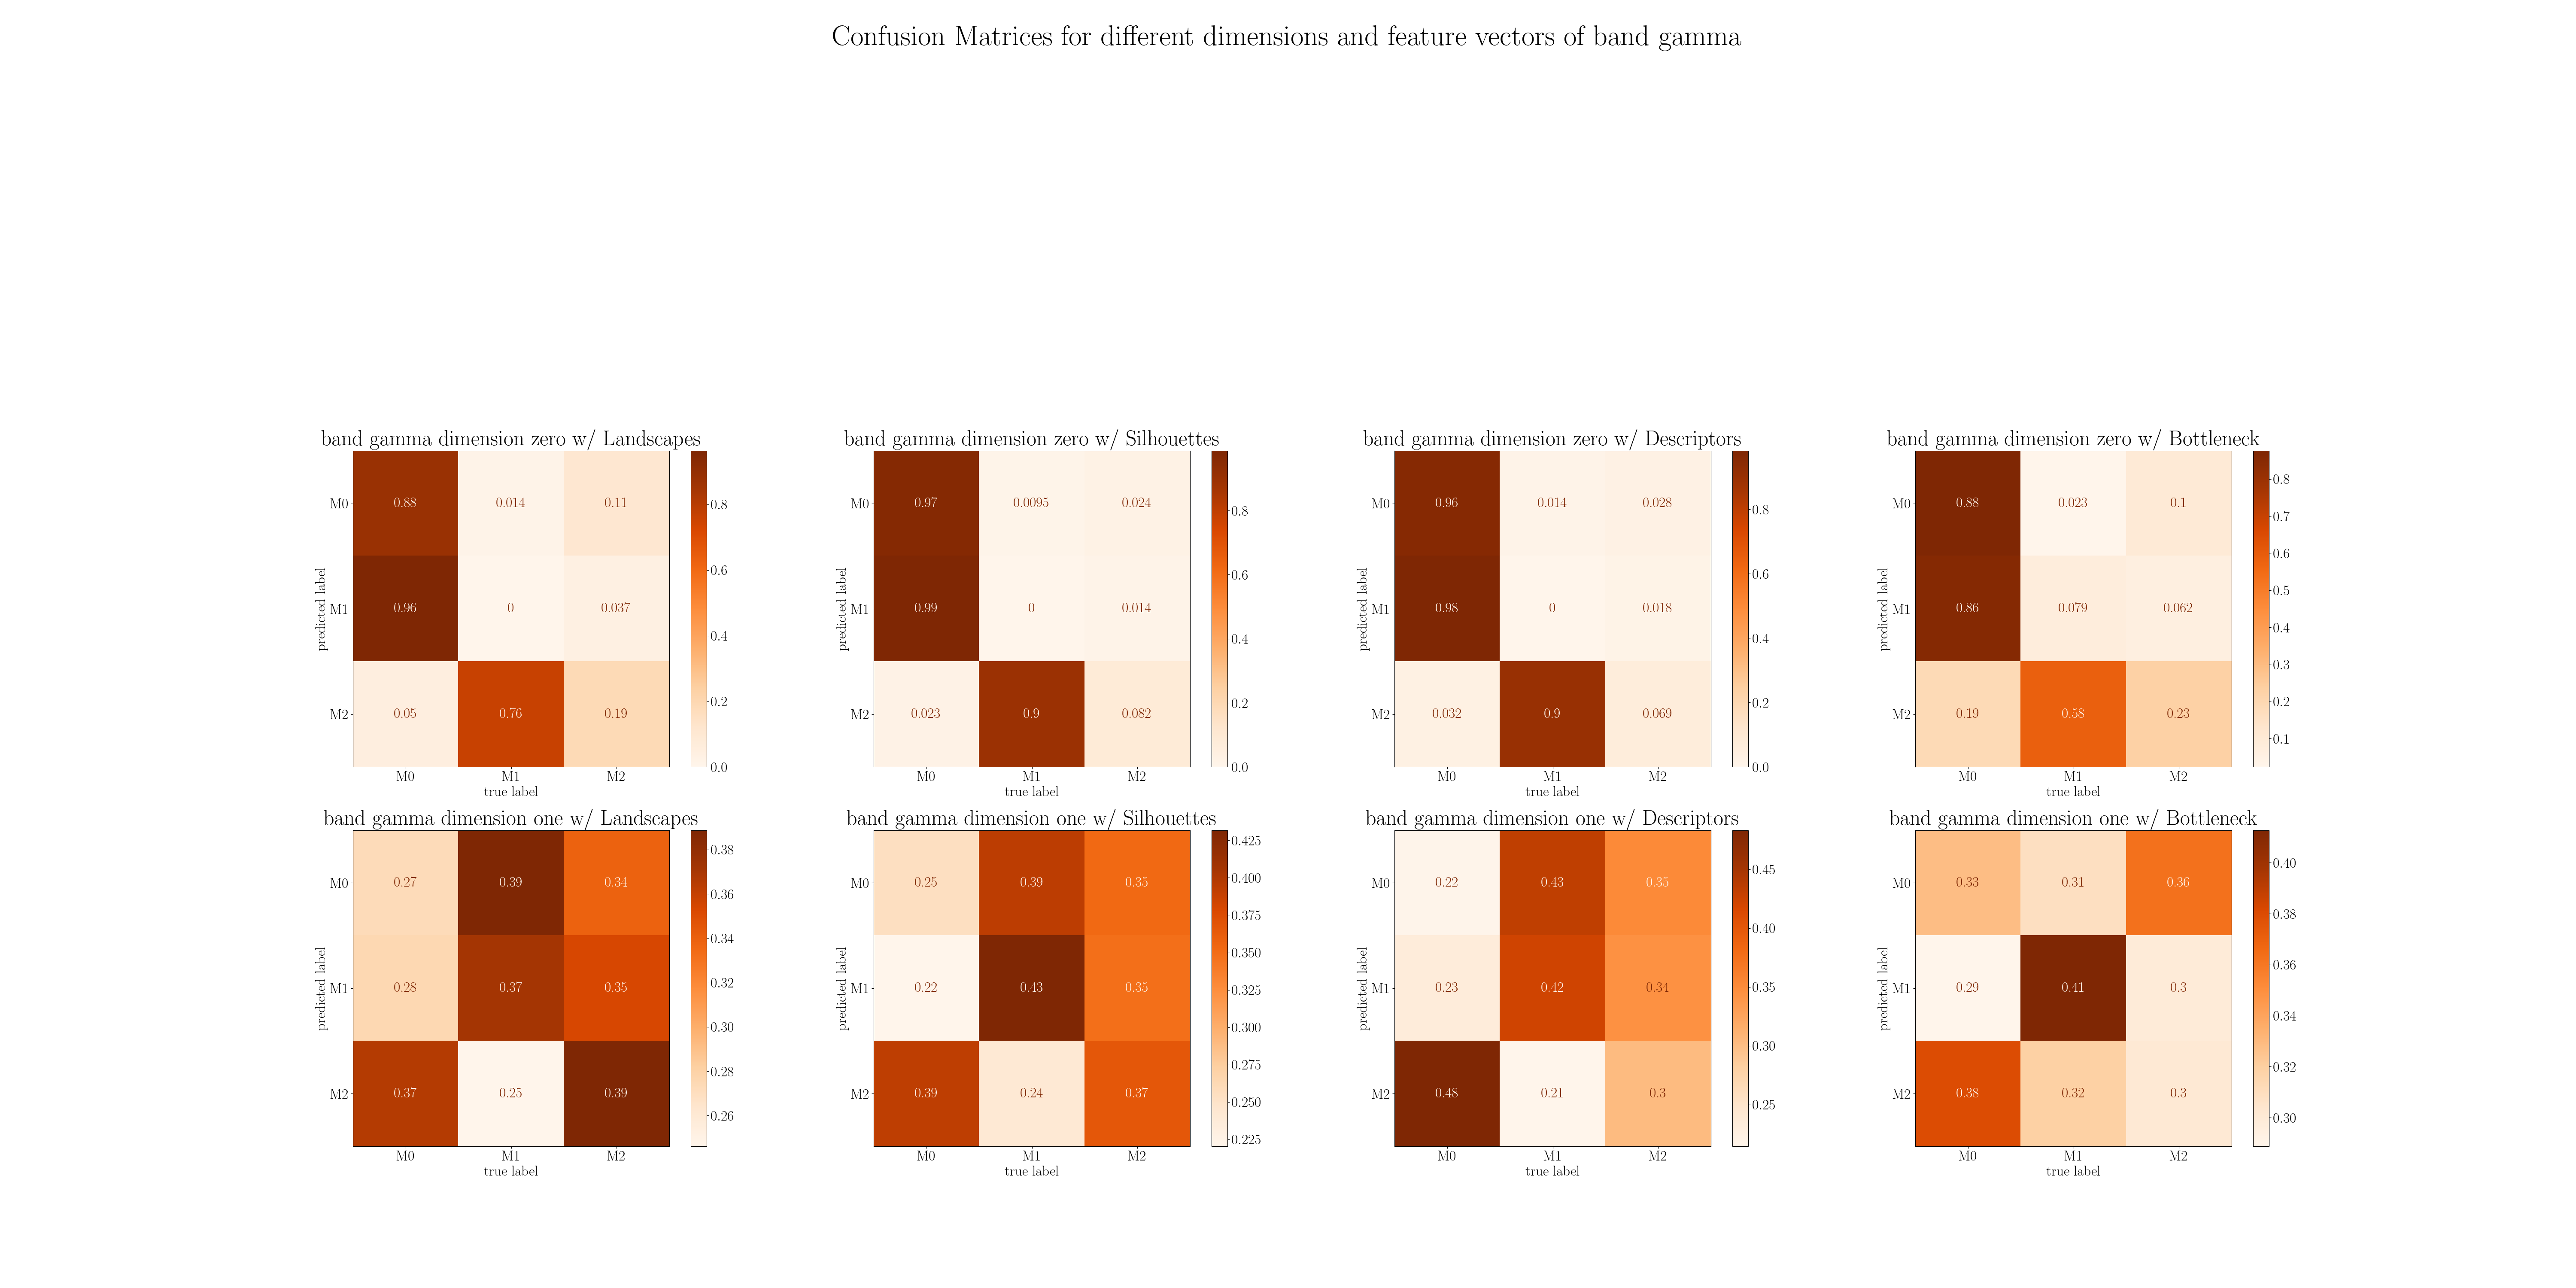 Confusion Matrices for different dimensions and feature vectors of band gamma
band gamma dimension zero w/ Landscapes
predicted label
M0
M1
M2
0.88 0.014 0.11
0.96 0 0.037
0.05 0.76 0.19
M0 M1 M2
true label
0.8
0.6
0.4
0.2
0.0
band gamma dimension zero w/ Silhouettes
predicted label
M0
M1
M2
0.97 0.0095 0.024
0.99 0 0.014
0.023 0.9 0.082
M0 M1 M2
true label
0.8
0.6
0.4
0.2
0.0
band gamma dimension zero w/ Descriptors
predicted label
M0
M1
M2
0.96 0.014 0.028
0.98 0 0.018
0.032 0.9 0.069
M0 M1 M2
true label
0.8
0.6
0.4
0.2
0.0
band gamma dimension zero w/ Bottleneck
predicted label
M0
M1
M2
0.88 0.023 0.1
0.86 0.079 0.062
0.19 0.58 0.23
M0 M1 M2
true label
0.8
0.7
0.6
0.5
0.4
0.3
0.2
0.1
band gamma dimension one w/ Landscapes
predicted label
M0
M1
M2
0.27 0.39 0.34
0.28 0.37 0.35
0.37 0.25 0.39
M0 M1 M2
true label
0.38
0.36
0.34
0.32
0.30
0.28
0.26
band gamma dimension one w/ Silhouettes
predicted label
M0
M1
M2
0.25 0.39 0.35
0.22 0.43 0.35
0.39 0.24 0.37
M0 M1 M2
true label
0.425
0.400
0.375
0.350
0.325
0.300
0.275
0.250
0.225
band gamma dimension one w/ Descriptors
predicted label
M0
M1
M2
0.22 0.43 0.35
0.23 0.42 0.34
0.48 0.21 0.3
M0 M1 M2
true label
0.45
0.40
0.35
0.30
0.25
band gamma dimension one w/ Bottleneck
predicted label
M0
M1
M2
0.33 0.31 0.36
0.29 0.41 0.3
0.38 0.32 0.3
M0 M1 M2
true label
0.40
0.38
0.36
0.34
0.32
0.30